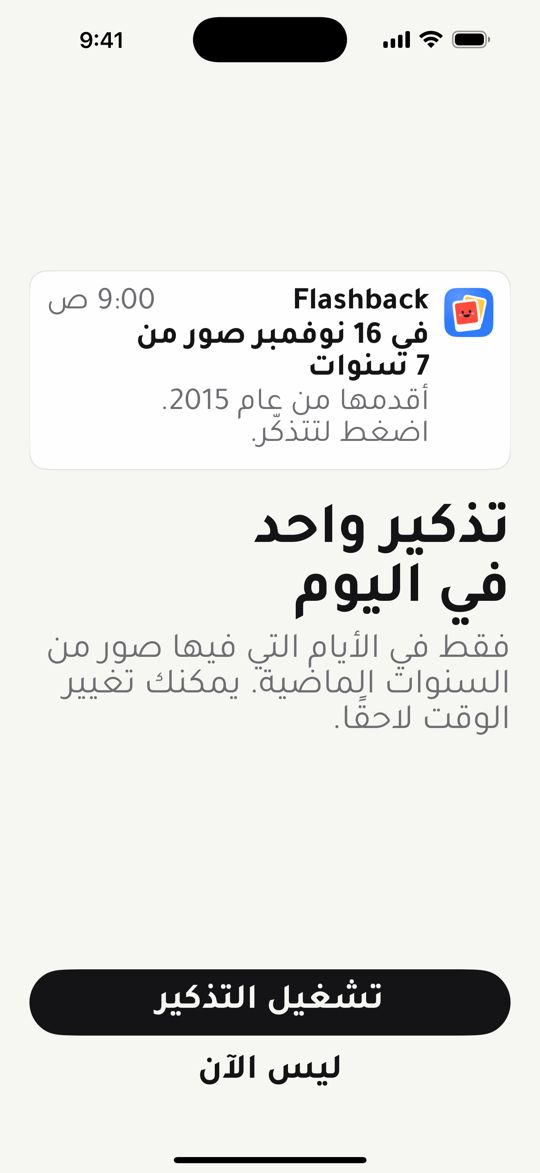 9:41
Flashback
9:00 ص
في 16 نوفمبر صور من
7 سنوات
أقدمها من عام 2015.
اضغط لتتذكّر.
تذكير واحد
في اليوم
فقط في الأيام التي فيها صور من
السنوات الماضية. يمكنك تغيير
الوقت لاحقًا.
تشغيل التذكير
ليس الآن